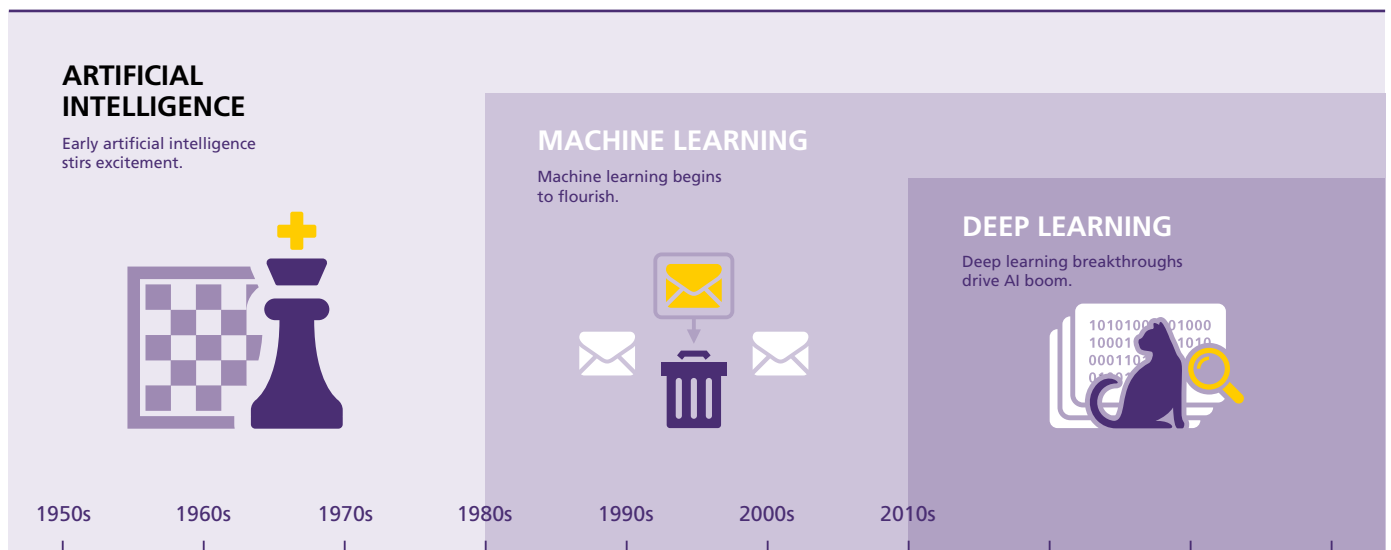 ARTIFICIAL
INTELLIGENCE
Early artificial intelligence
stirs excitement.
MACHINE LEARNING
Machine learning begins
to flourish.
DEEP LEARNING
Deep learning breakthroughs
drive AI boom.
1950s
1960s
1970s
1980s
1990s
2000s
2010s